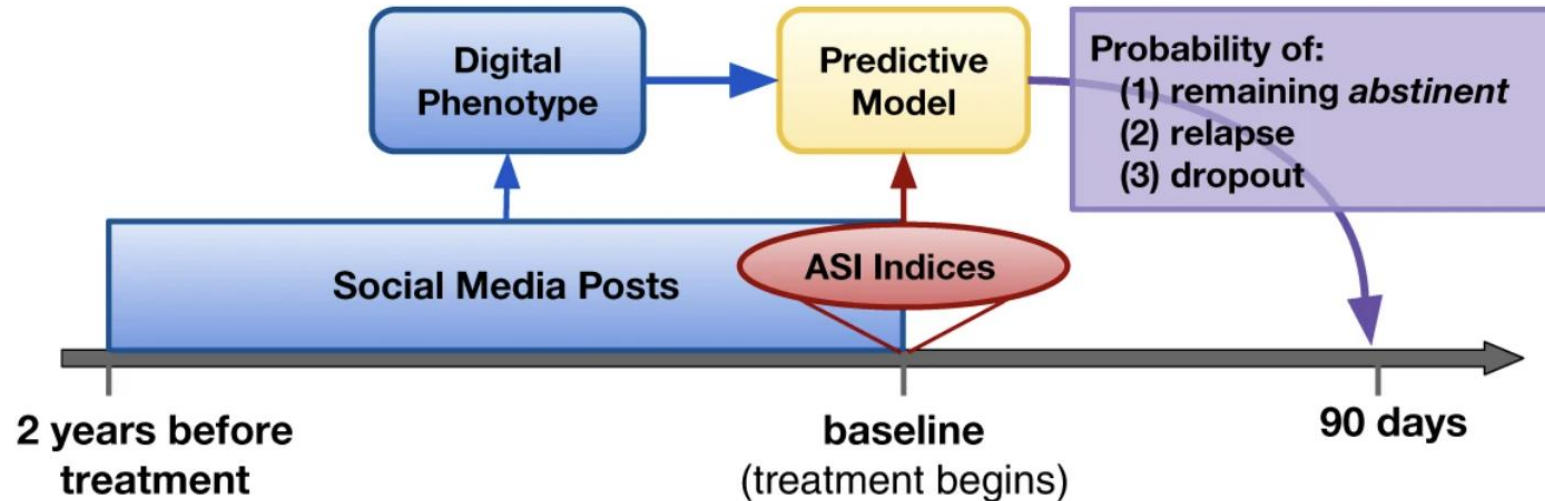 Digital
Phenotype
Predictive
Model
Probability of:
(1) remaining abstinent
(2) relapse
(3) dropout
Social Media Posts
ASI Indices
2 years before
treatment
baseline
(treatment begins)
90 days